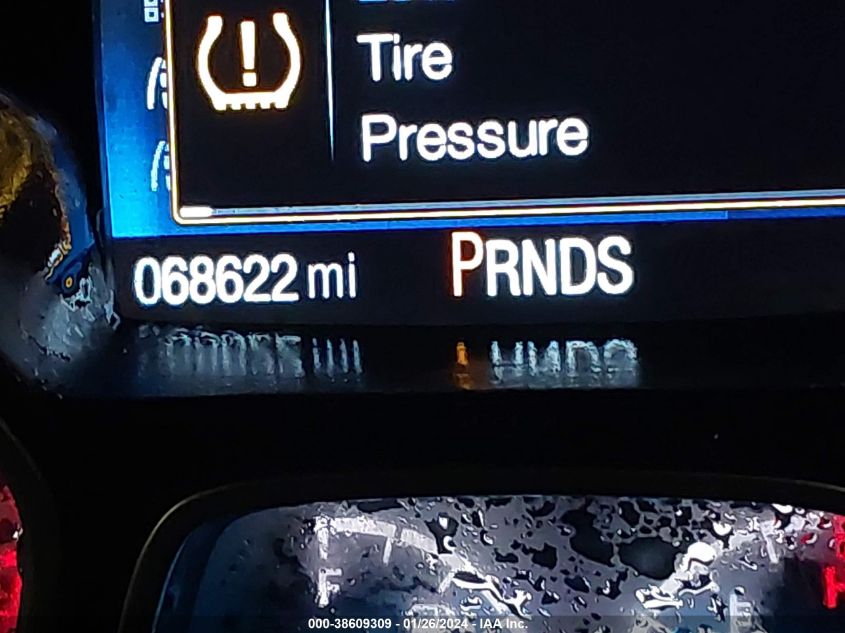 Tire
Pressure
068622 mi PRNDS
F
000-38609309 - 01/26/2024 - IAA Inc.